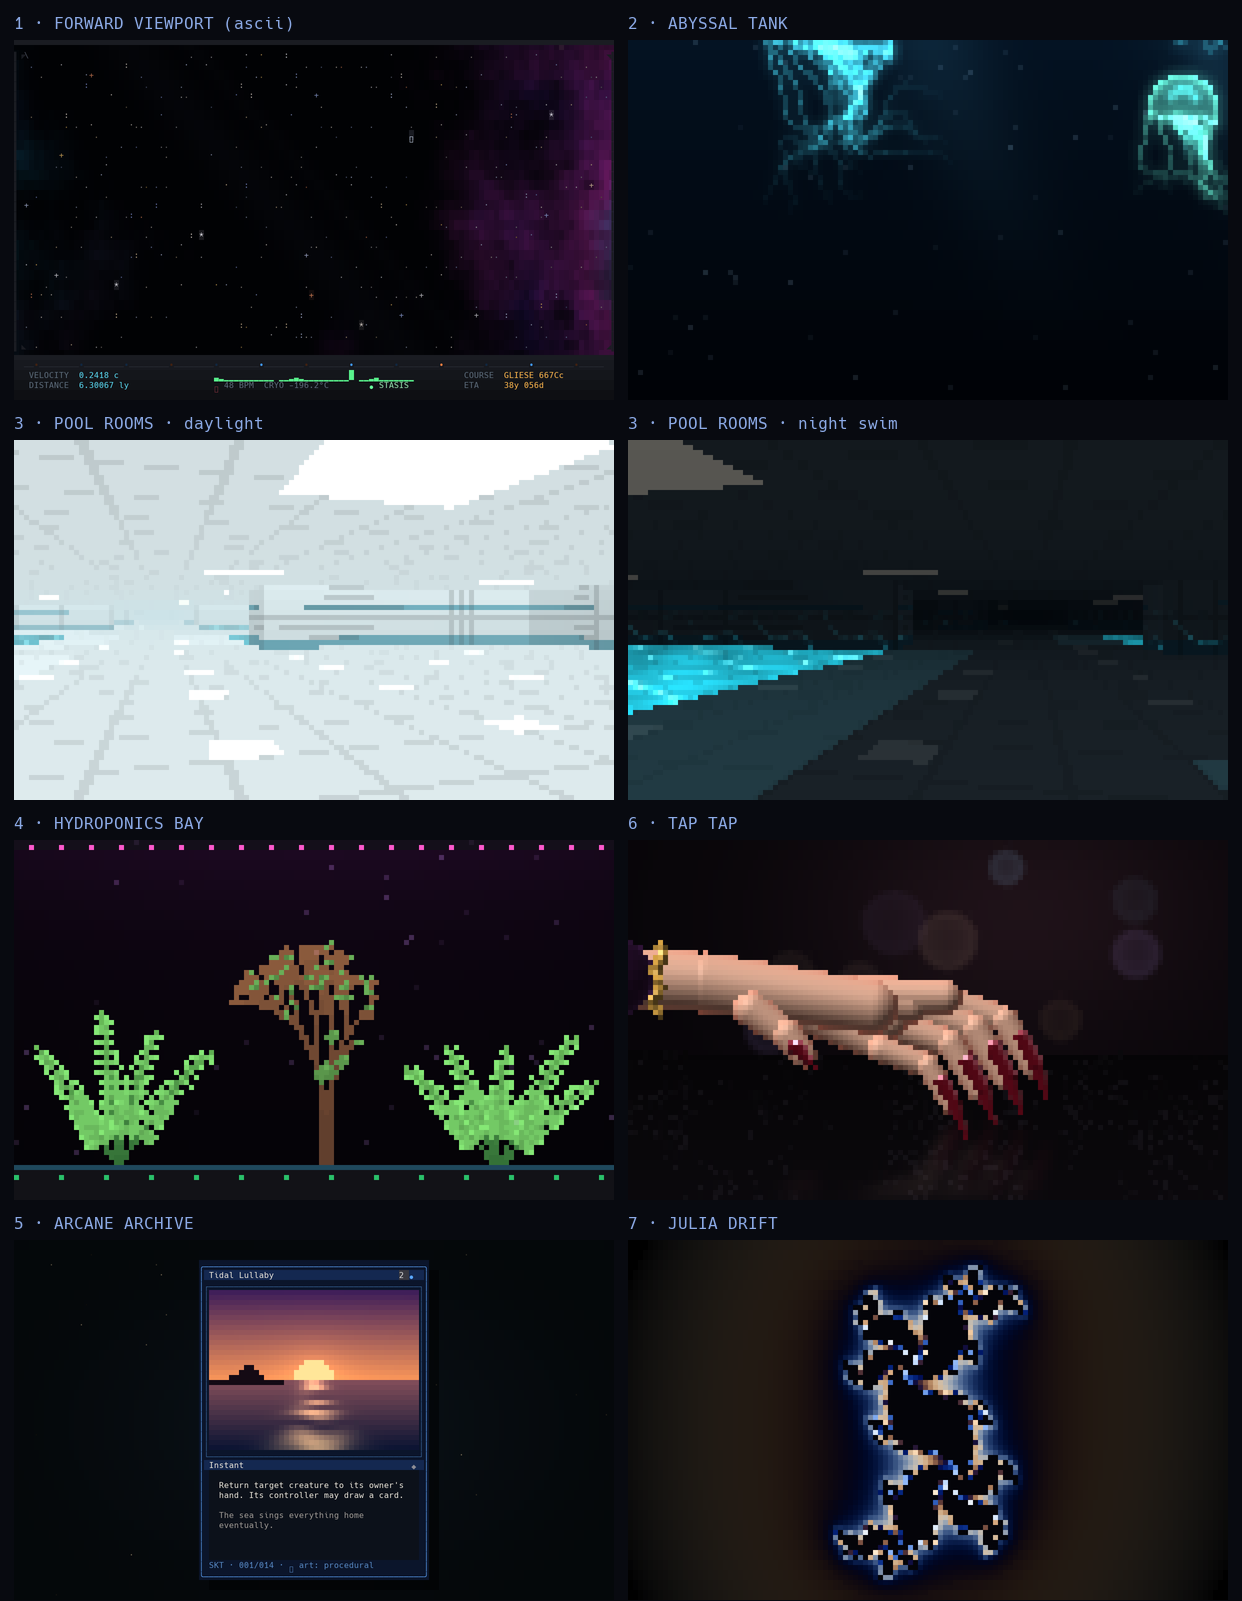 1 · FORWARD VIEWPORT (ascii)
2 · ABYSSAL TANK
VELOCITY 0.2418 c
DISTANCE 6.30067 ly
48 BPM CRYO -196.2°C ● STASIS
COURSE GLIESE 667Cc
ETA 38y 056d
3 · POOL ROOMS · daylight
3 · POOL ROOMS · night swim
4 · HYDROPONICS BAY
6 · TAP TAP
5 · ARCANE ARCHIVE
7 · JULIA DRIFT
Tidal Lullaby 2
Instant
Return target creature to its owner's
hand. Its controller may draw a card.
The sea sings everything home
eventually.
SKT · 001/014 · art: procedural